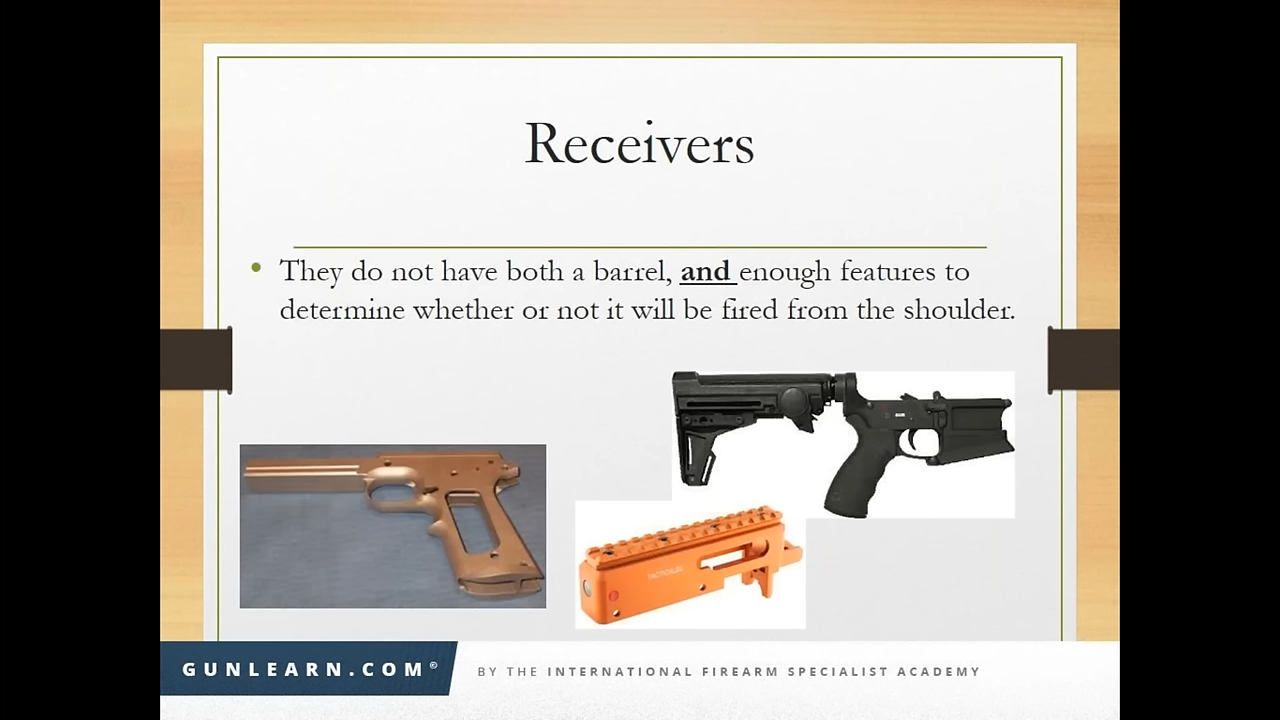 Receivers
• They do not have both a barrel, and enough features to
determine whether or not it will be fired from the shoulder.
GUNLEARN.COM©
BY THE INTERNATIONAL FIREARM SPECIALIST ACADEMY